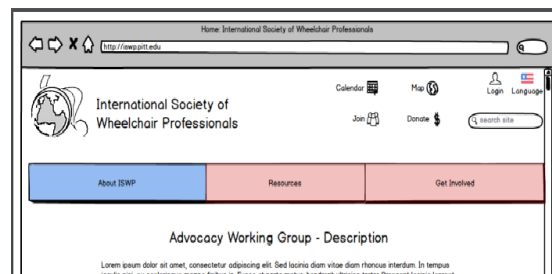 Home: International Society of Wheelchair Professionals
http://iswp.pitt.edu
Calendar
Map
Login
Language
International Society of
Wheelchair Professionals
Join
Donate
search site
About ISWP
Resources
Get Involved
Advocacy Working Group - Description
Lorem ipsum dolor sit amet, consectetur adipiscing elit. Sed lacinia diam vitae diam rhoncus interdum. In tempus